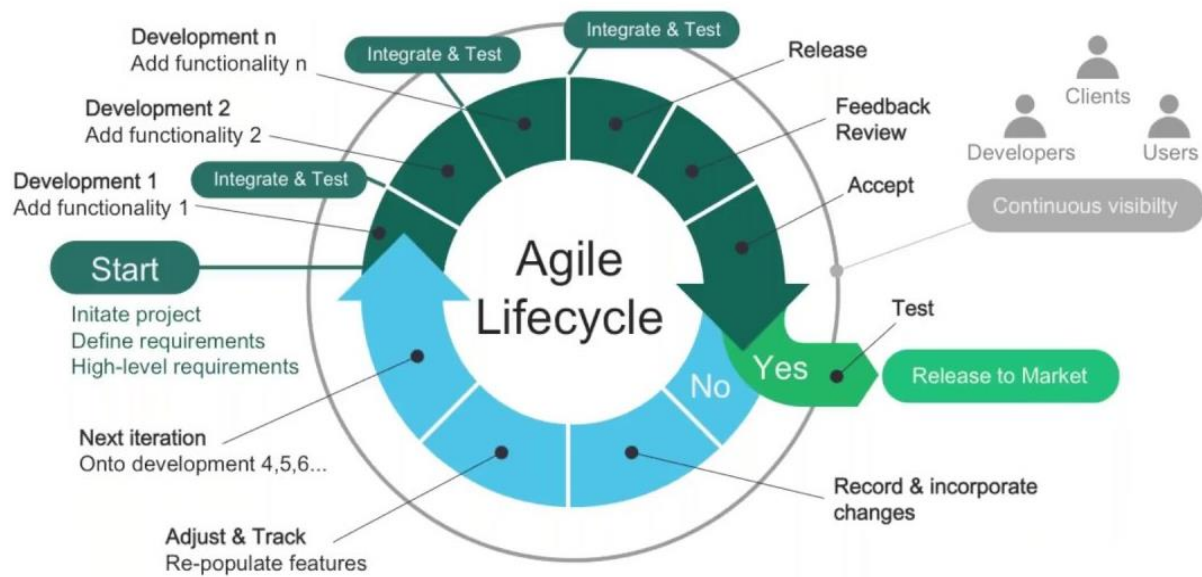 Development n
Add functionality n
Integrate & Test
Integrate & Test
Release
Development 2
Add functionality 2
Feedback
Review
Clients
Developers
Users
Development 1
Add functionality 1
Integrate & Test
Accept
Continuous visibilty
Start
Initate project
Define requirements
High-level requirements
Agile
Lifecycle
Test
No
Yes
Release to Market
Next iteration
Onto development 4,5,6...
Record & incorporate
changes
Adjust & Track
Re-populate features